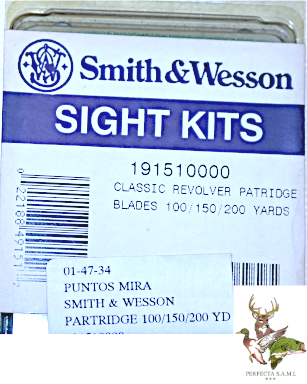 Smith & Wesson
SIGHT KITS
191510000
CLASSIC REVOLVER PATRIDGE
BLADES 100/150/200 YARDS
01-47-34
PUNTOS MIRA
SMITH & WESSON
PARTRIDGE 100/150/200 YD
PERFECTA S.A.M.I.